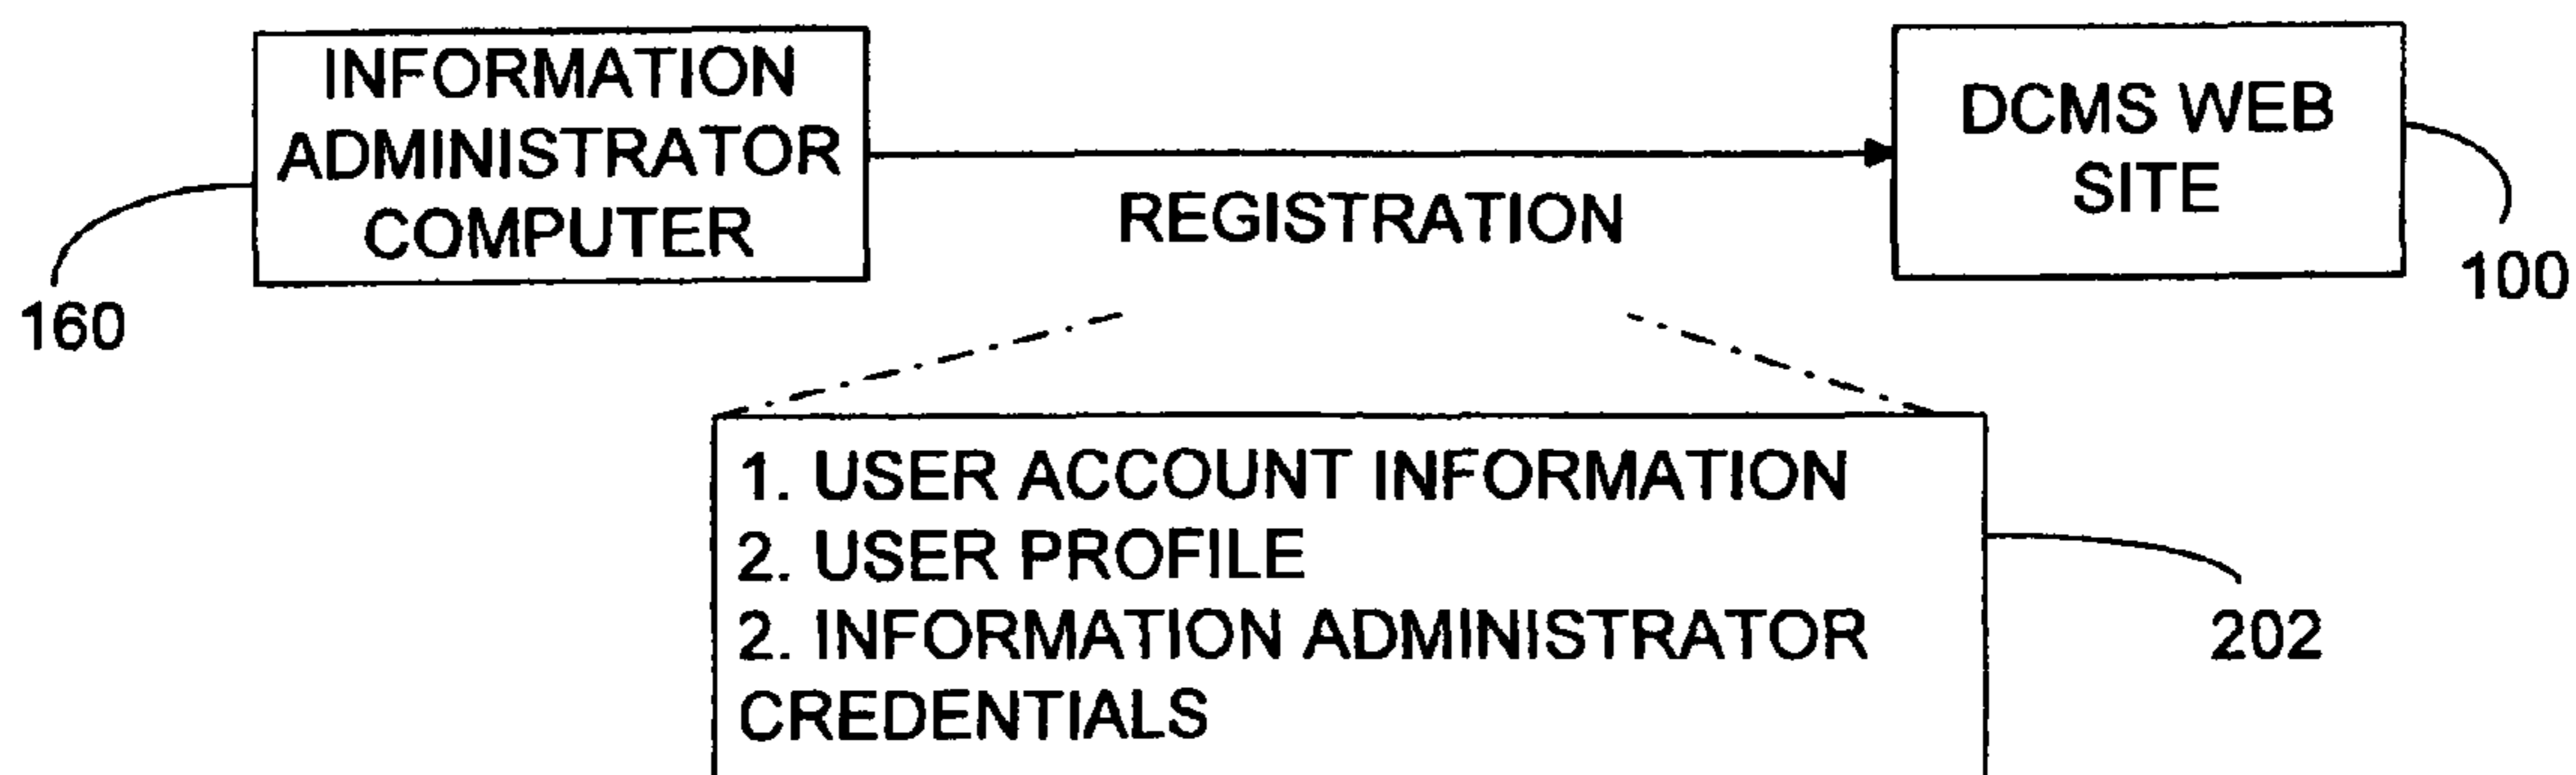 INFORMATION
ADMINISTRATOR
COMPUTER
DCMS WEB
SITE
REGISTRATION
160
100
1. USER ACCOUNT INFORMATION
2. USER PROFILE
2. INFORMATION ADMINISTRATOR
CREDENTIALS
202